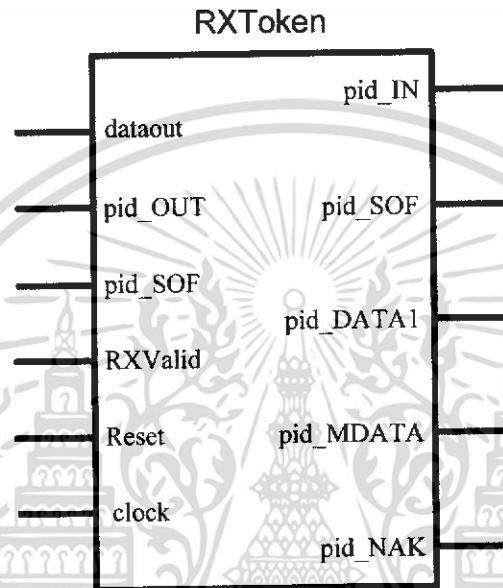 RXToken
pid_IN
dataout
pid_OUT
pid_SOF
pid_SOF
pid_DATA1
RXValid
Reset
pid_MDATA
clock
pid_NAK